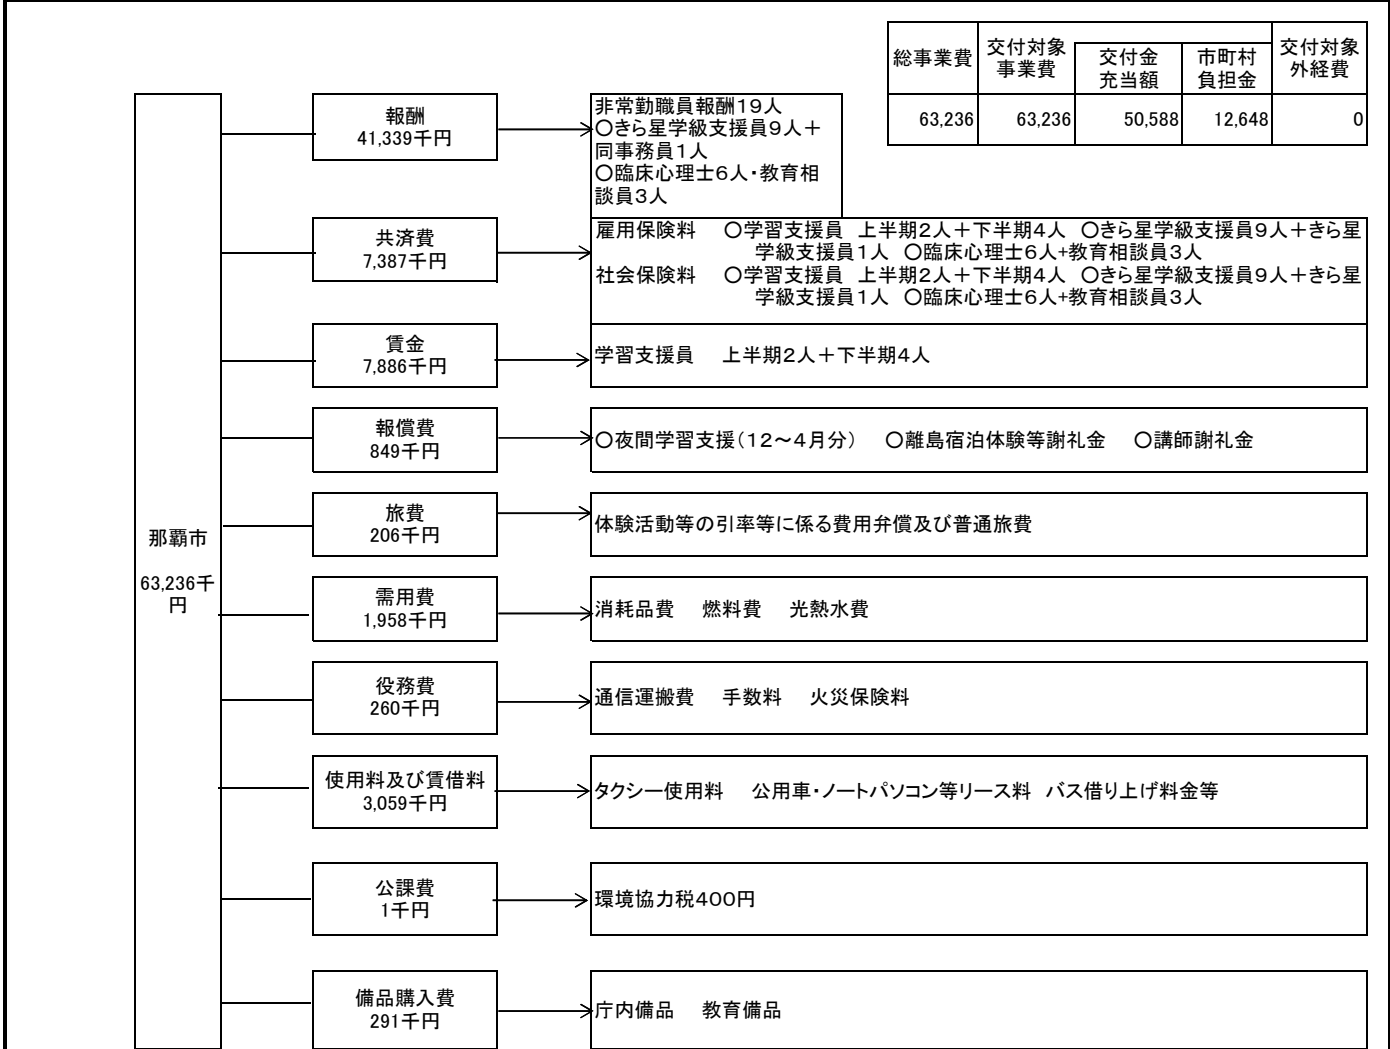 総事業費
交付対象
事業費
交付金
充当額
市町村
負担金
交付対象
外経費
63,236
63,236
50,588
12,648
0
那覇市
63,236千
円
報酬
41,339千円
非常勤職員報酬19人
○きら星学級支援員9人＋
同事務員1人
○臨床心理士6人・教育相
談員3人
共済費
7,387千円
雇用保険料　○学習支援員　上半期2人＋下半期4人　○きら星学級支援員9人＋きら星
学級支援員1人　○臨床心理士6人+教育相談員3人
社会保険料　○学習支援員　上半期2人＋下半期4人　○きら星学級支援員9人＋きら星
学級支援員1人　○臨床心理士6人+教育相談員3人
賃金
7,886千円
学習支援員　上半期2人＋下半期4人
報償費
849千円
○夜間学習支援（12～4月分）　○離島宿泊体験等謝礼金　○講師謝礼金
旅費
206千円
体験活動等の引率等に係る費用弁償及び普通旅費
需用費
1,958千円
消耗品費　燃料費　光熱水費
役務費
260千円
通信運搬費　手数料　火災保険料
使用料及び賃借料
3,059千円
タクシー使用料　公用車・ノートパソコン等リース料　バス借り上げ料金等
公課費
1千円
環境協力税400円
備品購入費
291千円
庁内備品　教育備品